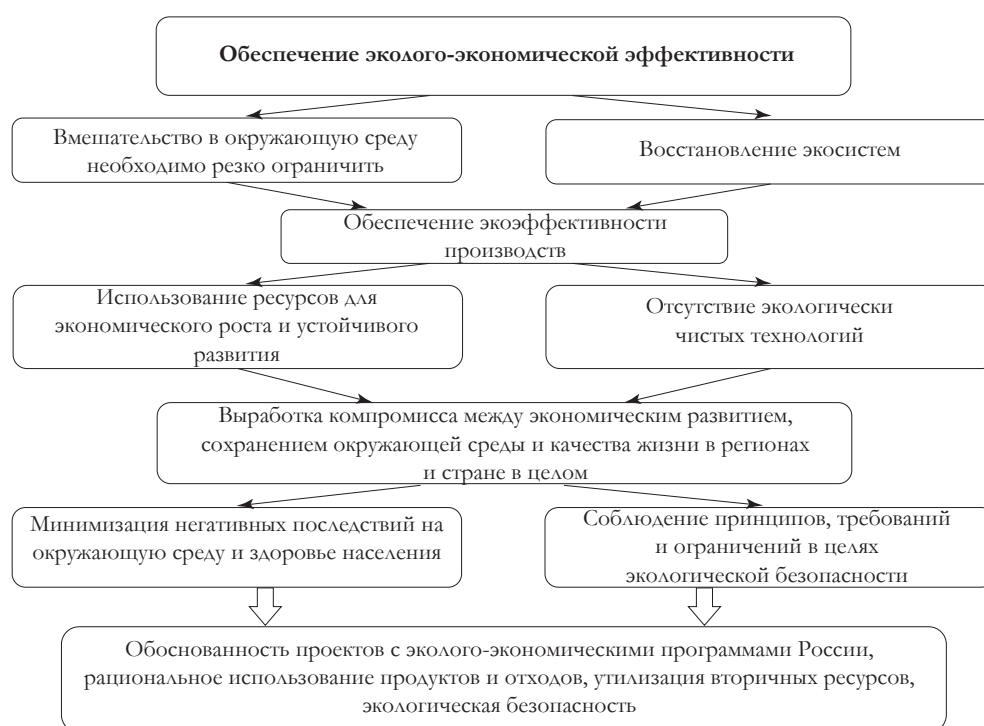 Обеспечение эколого-экономической эффективности
Вмешательство в окружающую среду
необходимо резко ограничить
Восстановление экосистем
Обеспечение экоэффективности
производств
Использование ресурсов для
экономического роста и устойчивого
развития
Отсутствие экологически
чистых технологий
Выработка компромисса между экономическим развитием,
сохранением окружающей среды и качества жизни в регионах
и стране в целом
Минимизация негативных последствий на
окружающую среду и здоровье населения
Соблюдение принципов, требований
и ограничений в целях
экологической безопасности
Обоснованность проектов с эколого-экономическими программами России,
рациональное использование продуктов и отходов, утилизация вторичных ресурсов,
экологическая безопасность